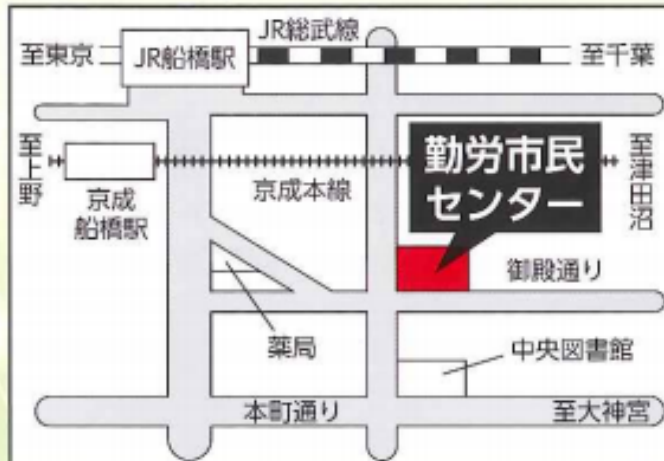 JR総武線
至東京
JR船橋駅
至千葉
至上野
京成
船橋駅
京成本線
勤労市民
センター
至津田沼
御殿通り
薬局
中央図書館
本町通り
至大神宮